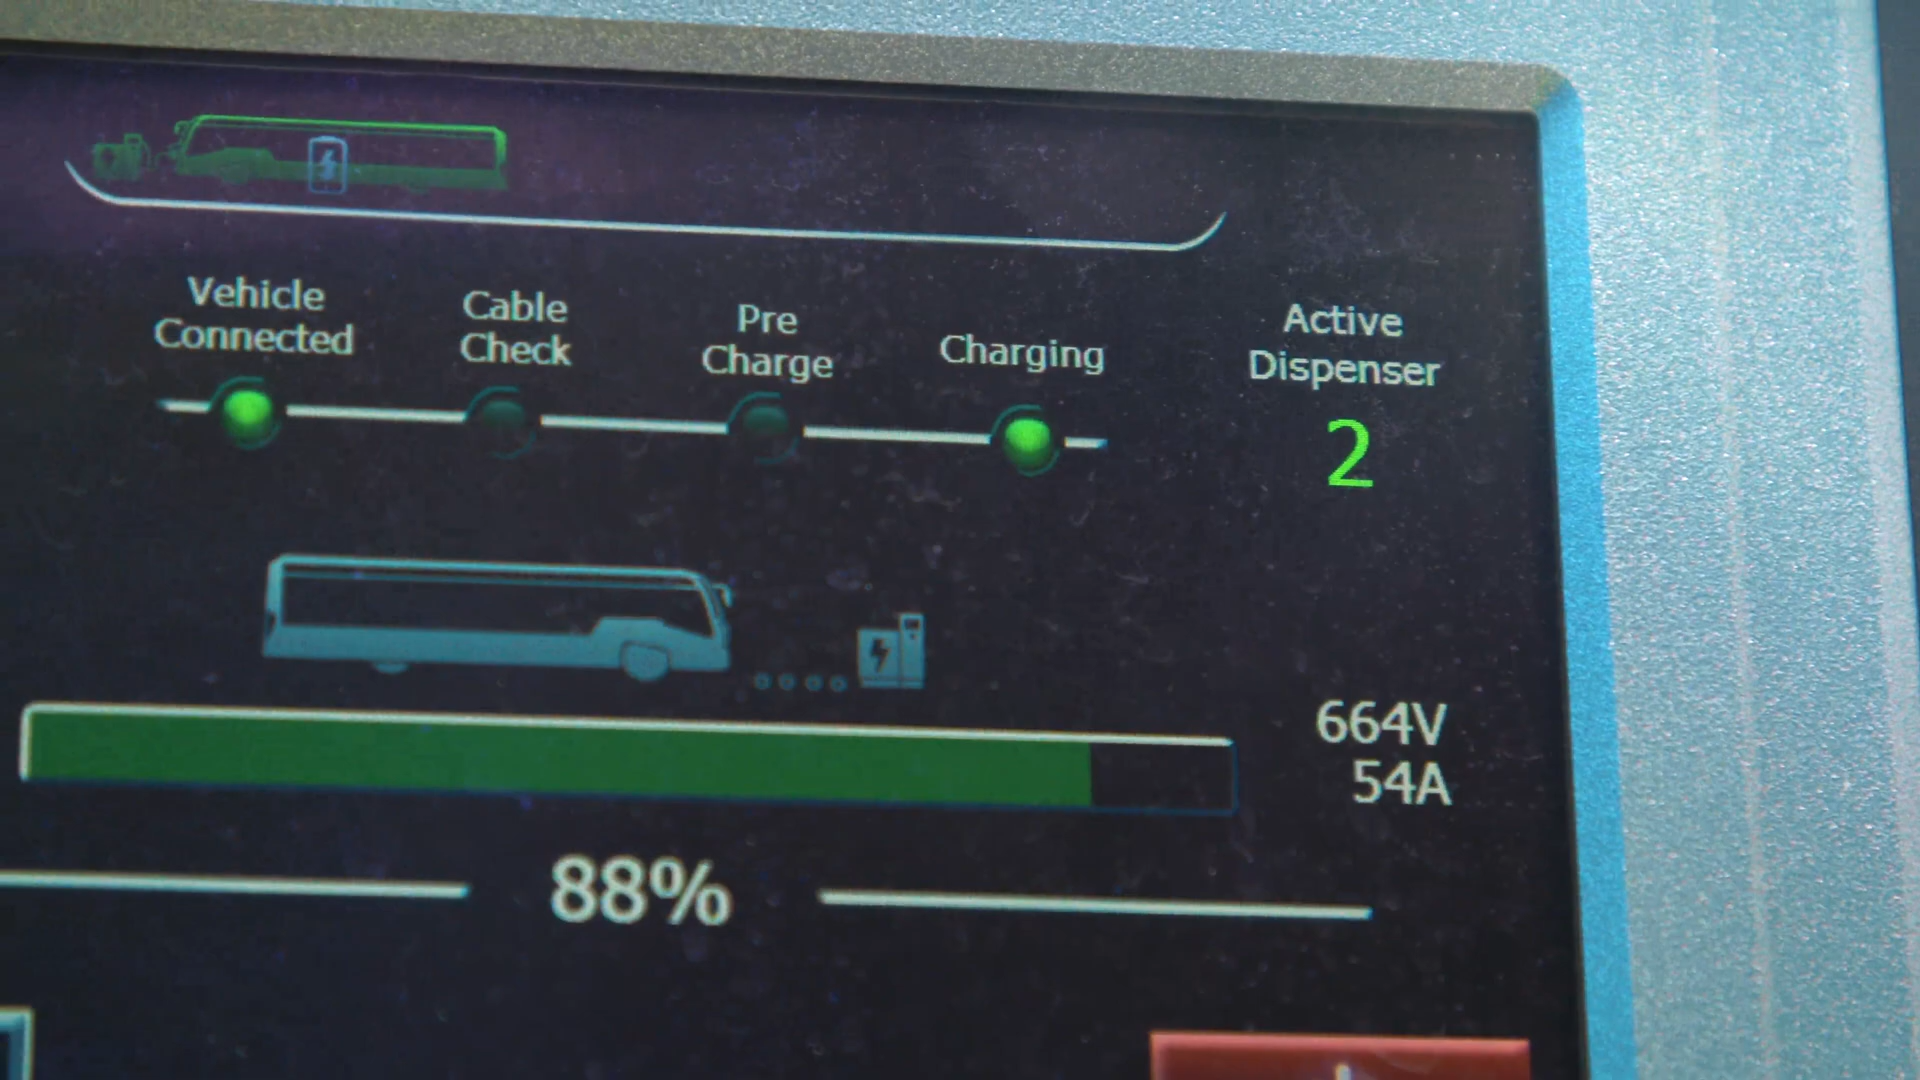 Vehicle
Connected
Cable
Check
Pre
Charge
Charging
Active
Dispenser
2
664V
54A
88%